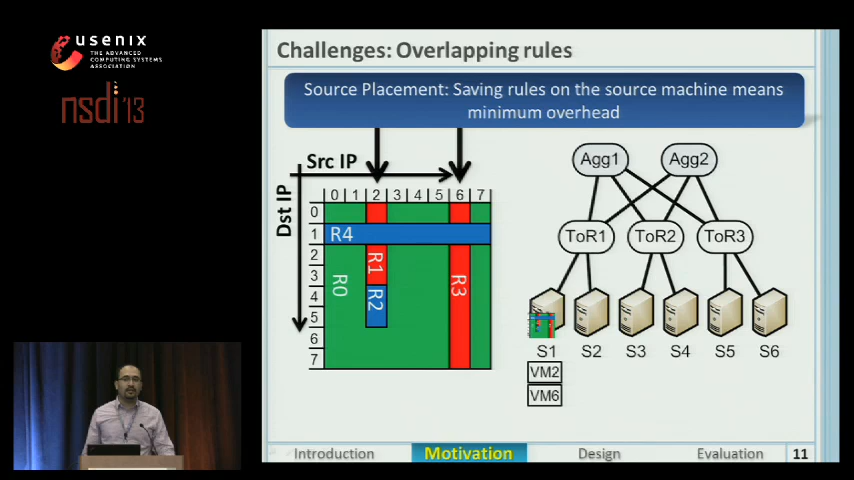 usenix
THE ADVANCED
COMPUTING SYSTEMS
ASSOCIATION
nsdi '13
Challenges: Overlapping rules
Source Placement: Saving rules on the source machine means
minimum overhead
Src IP
Dst IP
0 1 2 3 4 5 6 7
0
1
2
3
4
5
6
7
R4
R0
R1
R2
R3
Agg1 Agg2
ToR1 ToR2 ToR3
S1 S2 S3 S4 S5 S6
VM2
VM6
Introduction Motivation Design Evaluation 11